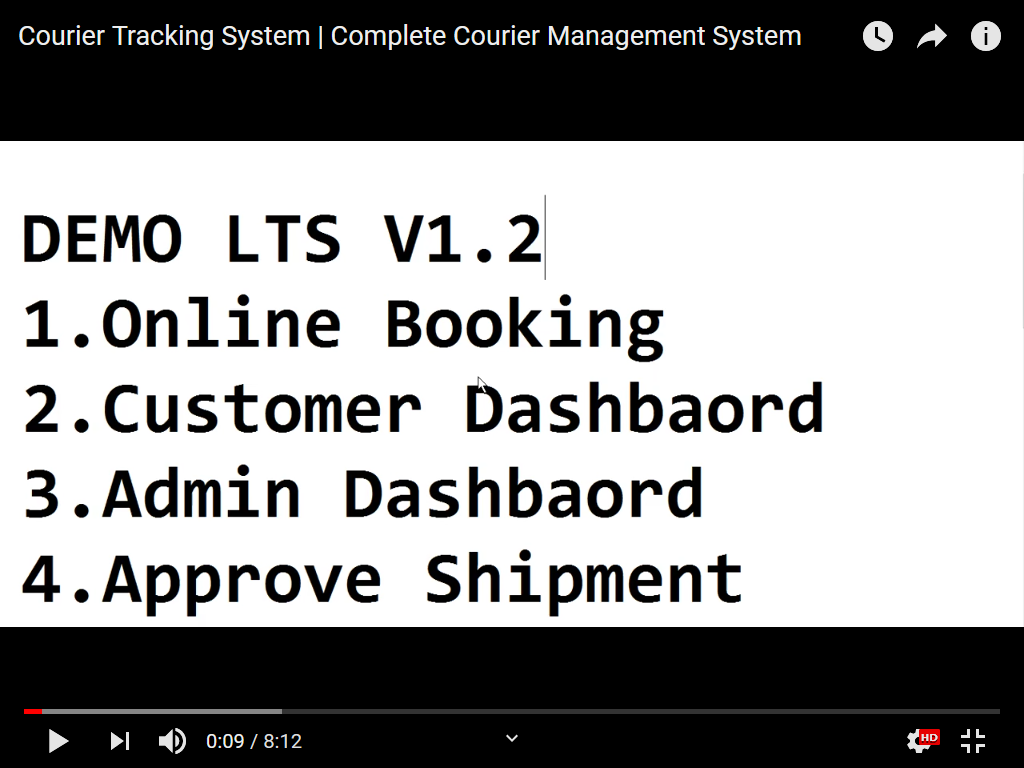 Courier Tracking System | Complete Courier Management System
DEMO LTS V1.2
1.Online Booking
2.Customer Dashbaord
3.Admin Dashbaord
4.Approve Shipment
0:09 / 8:12
HD